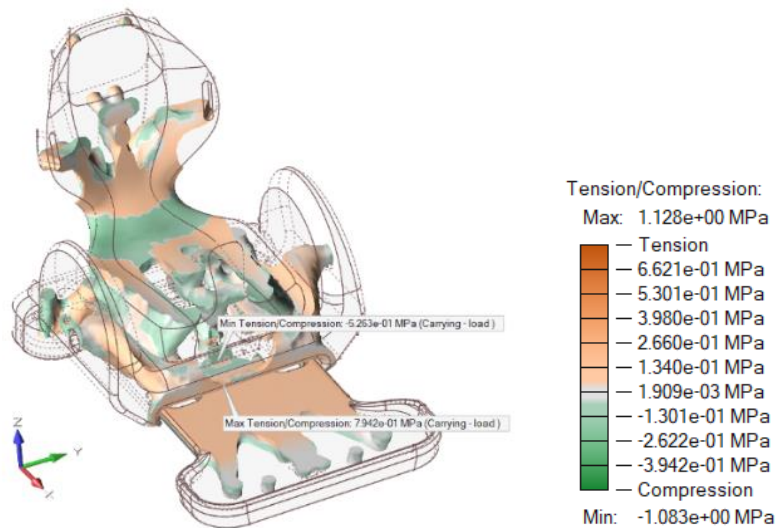 Min Tension/Compression: -5.263e-01 MPa (Carrying - load )
Max Tension/Compression: 7.942e-01 MPa (Carrying - load )
Z
Y
X
Tension/Compression:
Max: 1.128e+00 MPa
Tension
6.621e-01 MPa
5.301e-01 MPa
3.980e-01 MPa
2.660e-01 MPa
1.340e-01 MPa
1.909e-03 MPa
-1.301e-01 MPa
-2.622e-01 MPa
-3.942e-01 MPa
Compression
Min: -1.083e+00 MPa